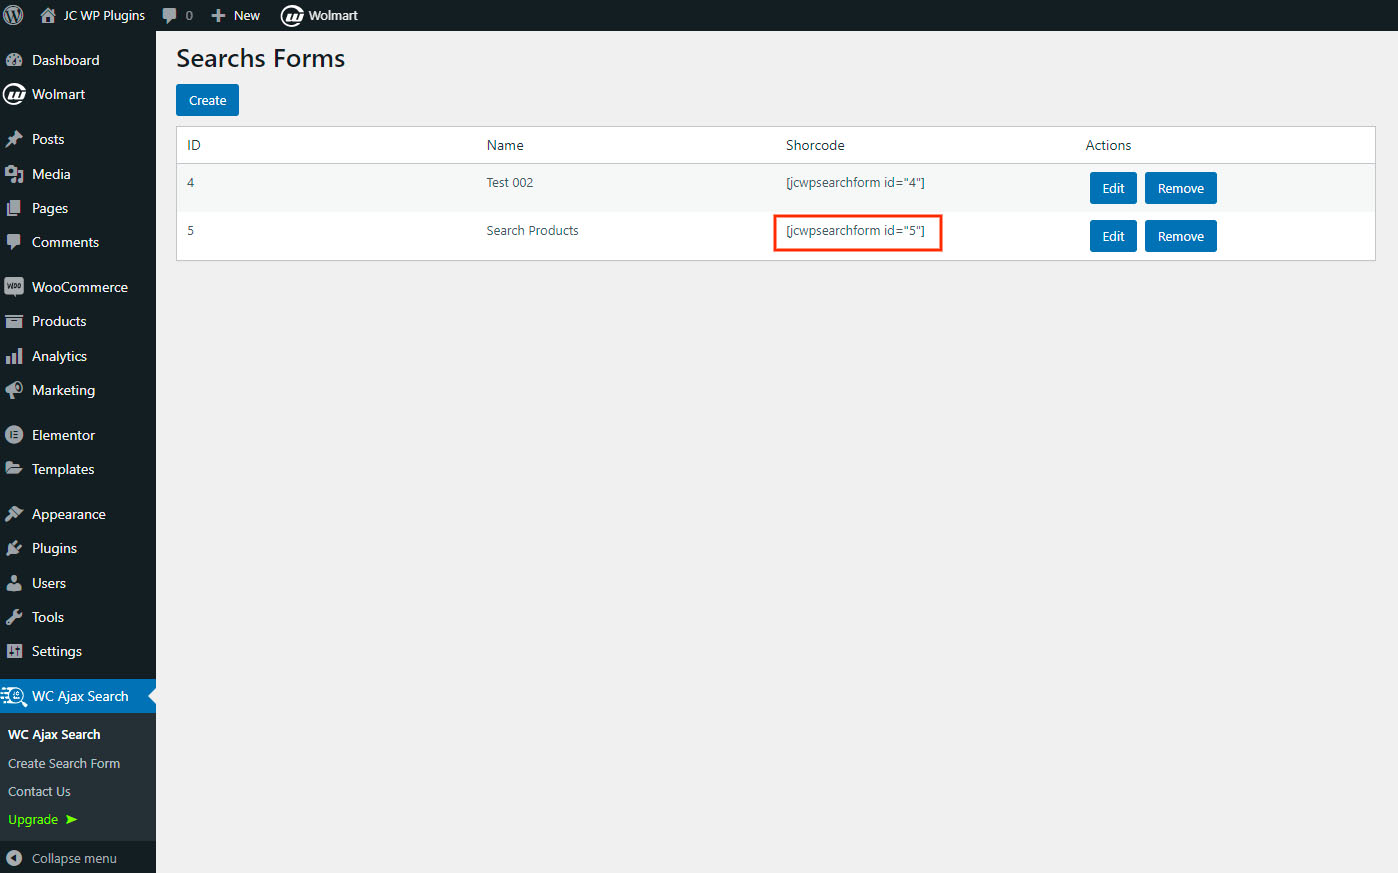 JC WP Plugins 0 New Wolmart
Dashboard
Wolmart
Posts
Media
Pages
Comments
WooCommerce
Products
Analytics
Marketing
Elementor
Templates
Appearance
Plugins
Users
Tools
Settings
WC Ajax Search
WC Ajax Search
Create Search Form
Contact Us
Upgrade ➤
Collapse menu
Searchs Forms
Create
ID Name Shorcode Actions
4 Test 002 [jcwpsearchform id="4"] Edit Remove
5 Search Products [jcwpsearchform id="5"] Edit Remove